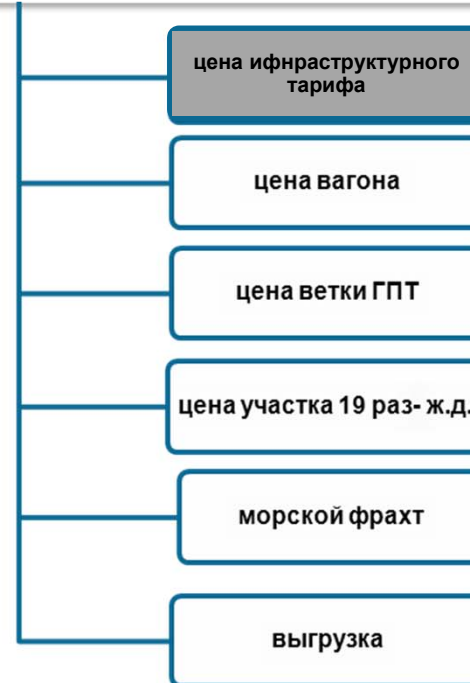 цена ифнраструктурного
тарифа
цена вагона
цена ветки ГПТ
цена участка 19 раз- ж.д.
морской фрахт
выгрузка